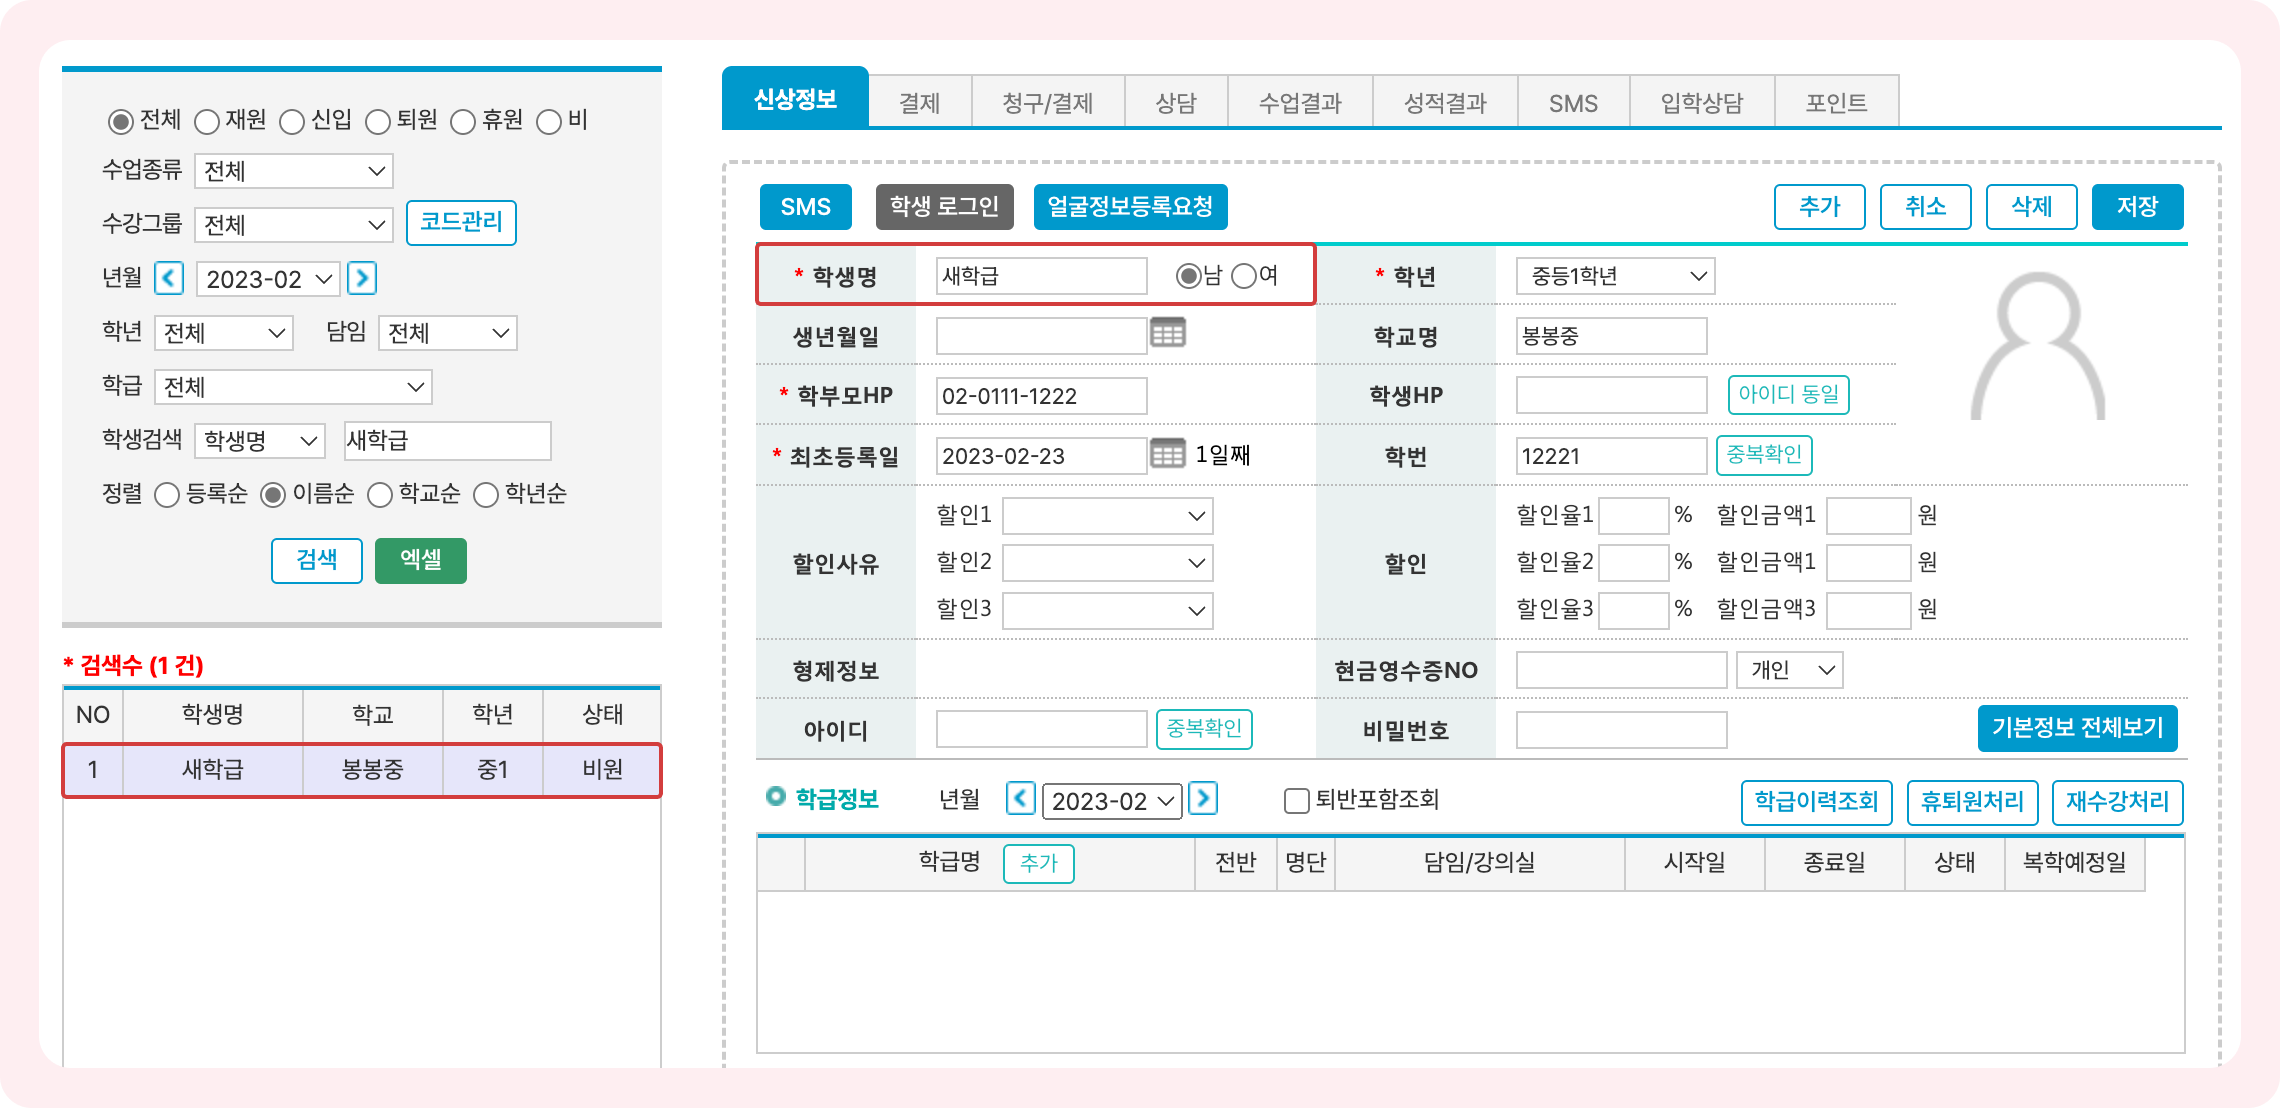 전체 재원 신입 퇴원 휴원 비
수업종류 전체
수강그룹 전체 코드관리
년월 2023-02
학년 전체 담임 전체
학급 전체
학생검색 학생명 새학급
정렬 등록순 이름순 학교순 학년순
검색 엑셀
* 검색수 (1 건)
NO 학생명 학교 학년 상태
1 새학급 봉봉중 중1 비원
신상정보 결제 청구/결제 상담 수업결과 성적결과 SMS 입학상담 포인트
SMS 학생 로그인 얼굴정보등록요청 추가 취소 삭제 저장
* 학생명 새학급 남 여 * 학년 중등1학년
생년월일 학교명 봉봉중
* 학부모HP 02-0111-1222 학생HP 아이디 동일
* 최초등록일 2023-02-23 1일째 학번 12221 중복확인
할인사유 할인1 할인 할인율1 % 할인금액1 원
할인2 할인율2 % 할인금액1 원
할인3 할인율3 % 할인금액3 원
형제정보 현금영수증NO 개인
아이디 중복확인 비밀번호 기본정보 전체보기
학급정보 년월 2023-02 퇴반포함조회 학급이력조회 휴퇴원처리 재수강처리
학급명 추가 전반 명단 담임/강의실 시작일 종료일 상태 복학예정일